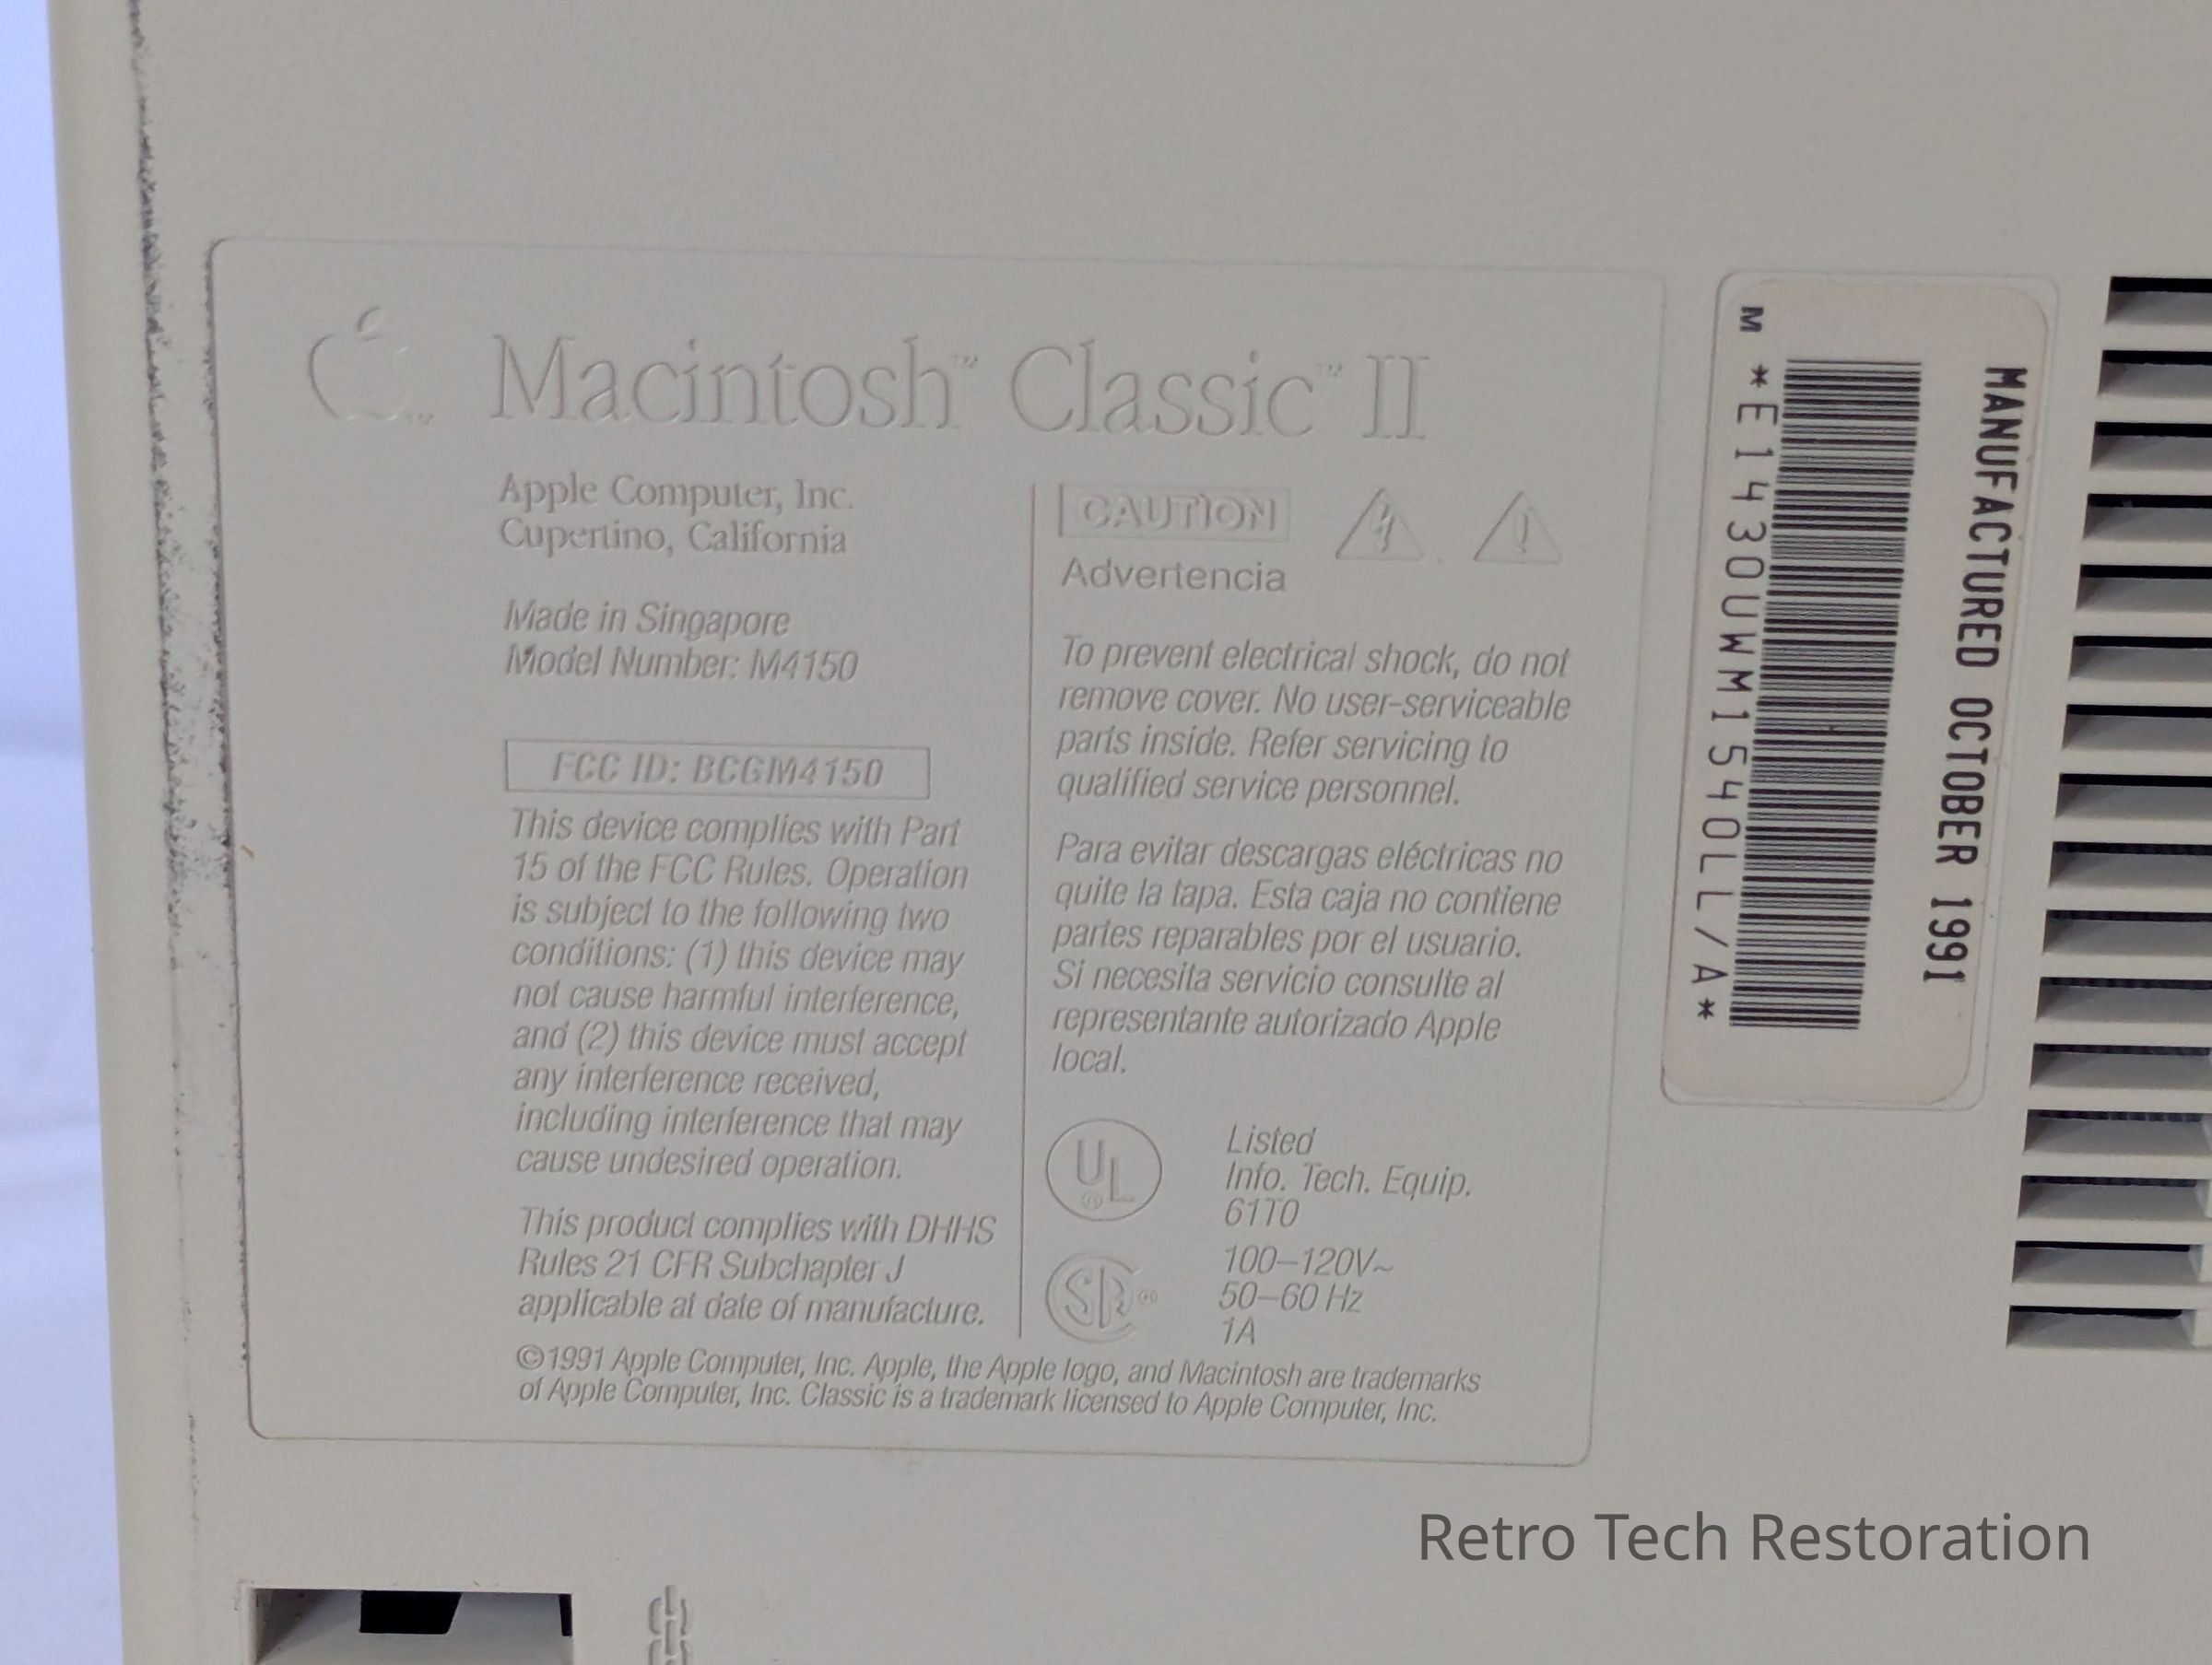 Macintosh™ Classic™ II
Apple Computer, Inc.
Cupertino, California
Made in Singapore
Model Number: M4150
FCC ID: BCGM4150
This device complies with Part
15 of the FCC Rules. Operation
is subject to the following two
conditions: (1) this device may
not cause harmful interference,
and (2) this device must accept
any interference received,
including interference that may
cause undesired operation.
This product complies with DHHS
Rules 21 CFR Subchapter J
applicable at date of manufacture.
CAUTION
Advertencia
To prevent electrical shock, do not
remove cover. No user-serviceable
parts inside. Refer servicing to
qualified service personnel.
Para evitar descargas eléctricas no
quite la tapa. Esta caja no contiene
partes reparables por el usuario.
Si necesita servicio consulte al
representante autorizado Apple
local.
UL®
Listed
Info. Tech. Equip.
61T0
SA®
100–120V~
50–60 Hz
1A
©1991 Apple Computer, Inc. Apple, the Apple logo, and Macintosh are trademarks
of Apple Computer, Inc. Classic is a trademark licensed to Apple Computer, Inc.
MANUFACTURED OCTOBER 1991
M *E1430UWM1540LL/A*
Retro Tech Restoration